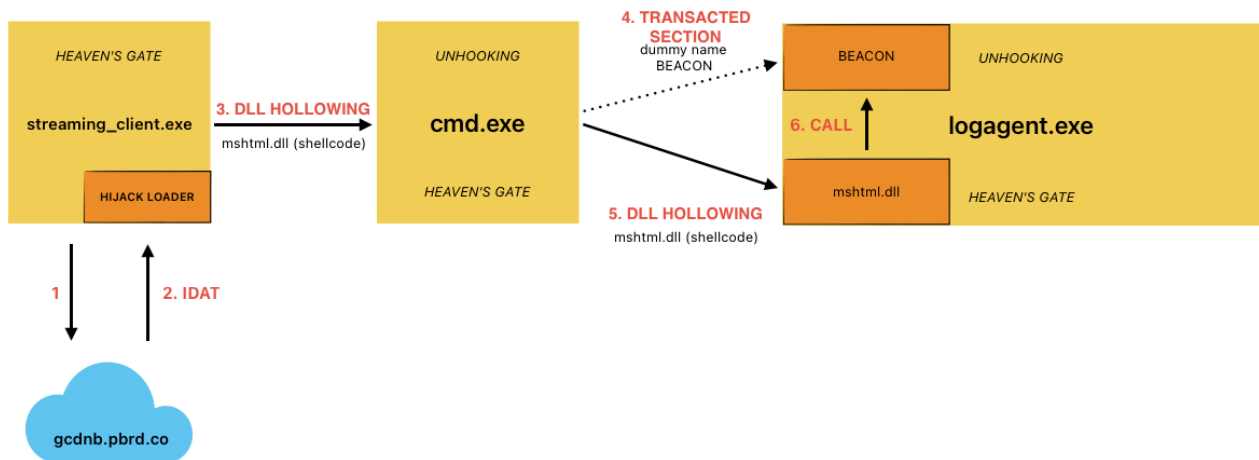 HEAVEN'S GATE
streaming_client.exe
HIJACK LOADER
1
2. IDAT
gcdnb.pbrd.co
3. DLL HOLLOWING
mshtml.dll (shellcode)
UNHOOKING
cmd.exe
HEAVEN'S GATE
4. TRANSACTED
SECTION
dummy name
BEACON
5. DLL HOLLOWING
mshtml.dll (shellcode)
BEACON
UNHOOKING
6. CALL
logagent.exe
mshtml.dll
HEAVEN'S GATE